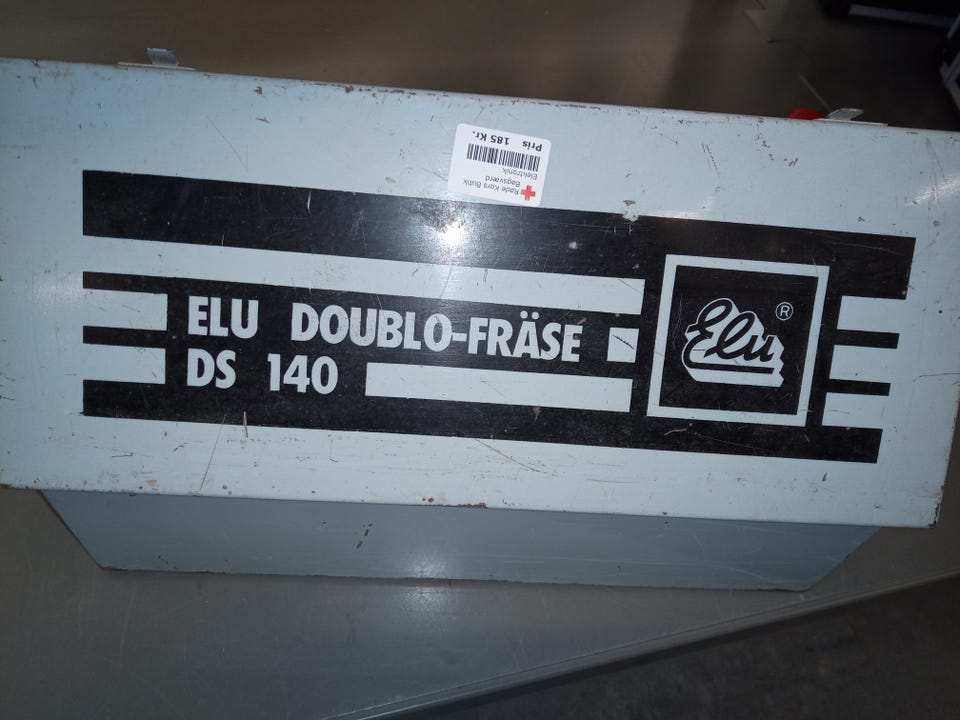 Røde Kors Butik
Bagsværd
Elektronik
Pris 185 Kr.
ELU DOUBLO-FRÄSE
DS 140
Elu ®